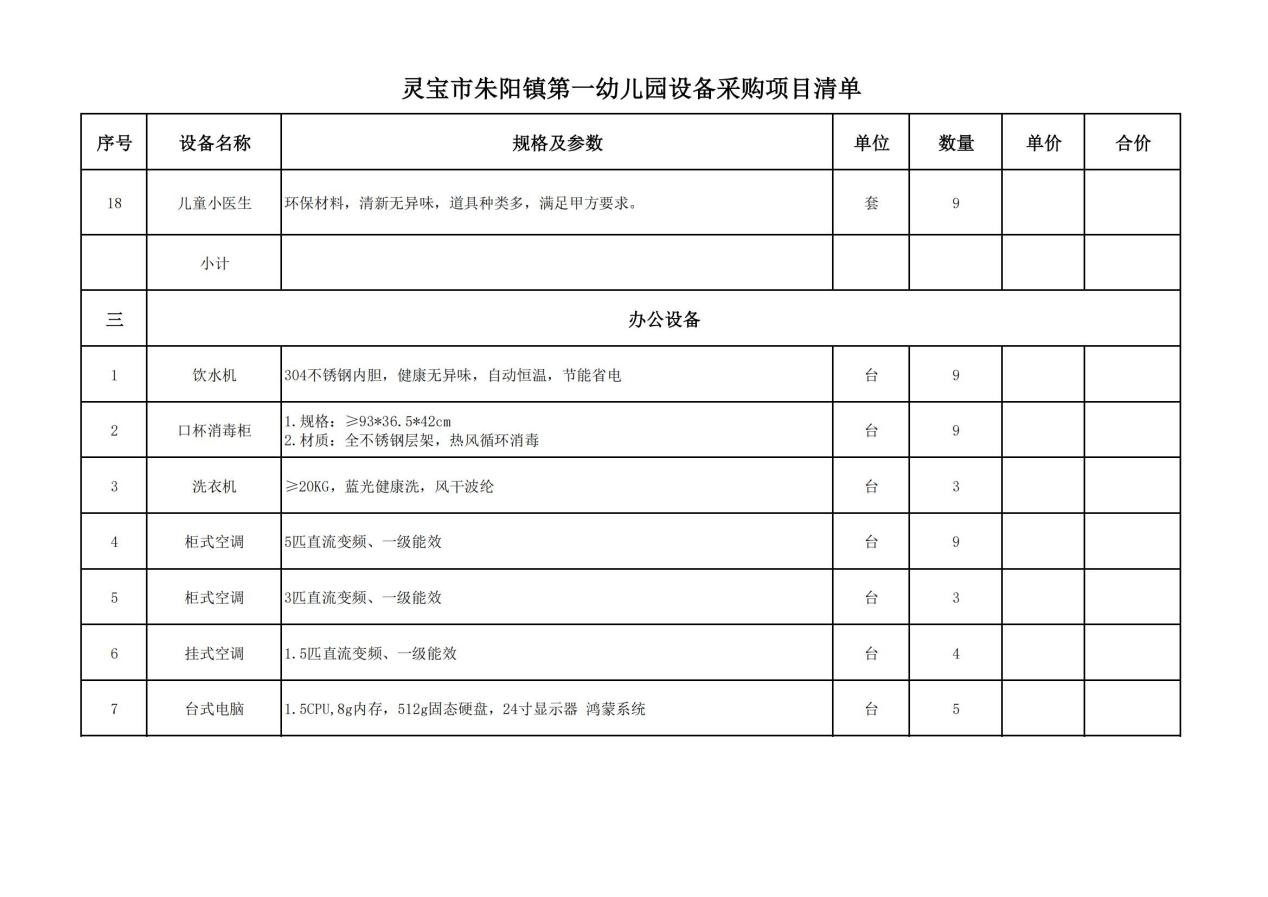 灵宝市朱阳镇第一幼儿园设备采购项目清单
序号 设备名称 规格及参数 单位 数量 单价 合价
18 儿童小医生 环保材料，清新无异味，道具种类多，满足甲方要求。 套 9
小计
三 办公设备
1 饮水机 304不锈钢内胆，健康无异味，自动恒温，节能省电 台 9
2 口杯消毒柜 1.规格：≥93*36.5*42cm
2.材质：全不锈钢层架，热风循环消毒 台 9
3 洗衣机 ≥20KG，蓝光健康洗，风干波纶 台 3
4 柜式空调 5匹直流变频、一级能效 台 9
5 柜式空调 3匹直流变频、一级能效 台 3
6 挂式空调 1.5匹直流变频、一级能效 台 4
7 台式电脑 1.5CPU,8g内存，512g固态硬盘，24寸显示器 鸿蒙系统 台 5